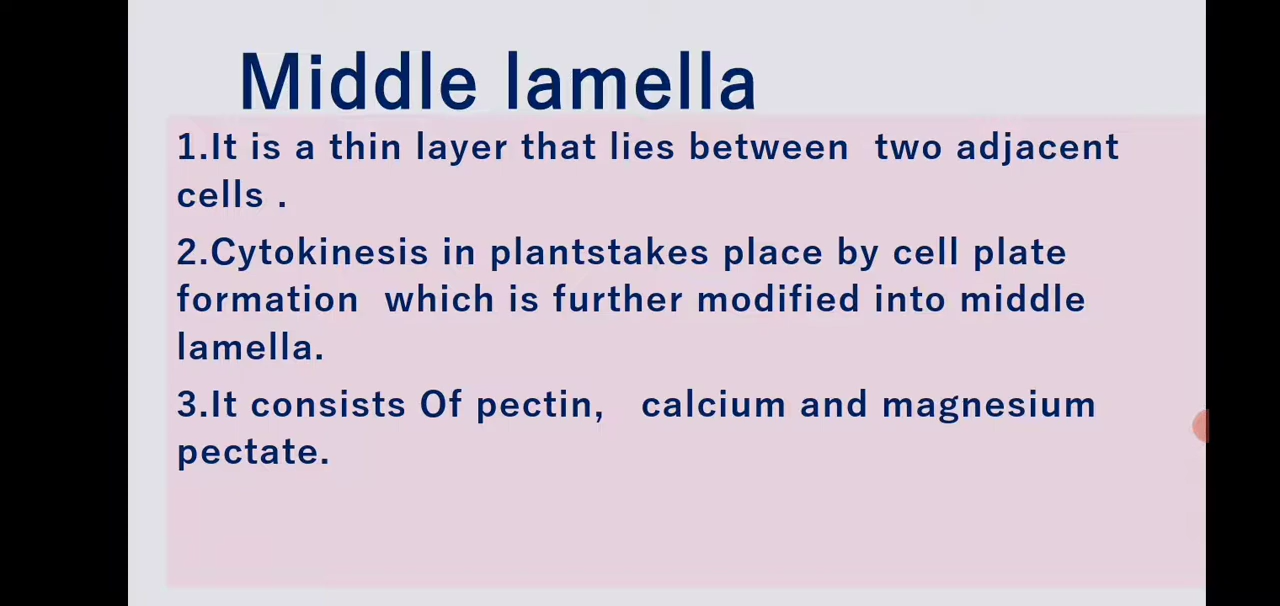 Middle lamella
1.It is a thin layer that lies between two adjacent
cells .
2.Cytokinesis in plantstakes place by cell plate
formation which is further modified into middle
lamella.
3.It consists Of pectin, calcium and magnesium
pectate.